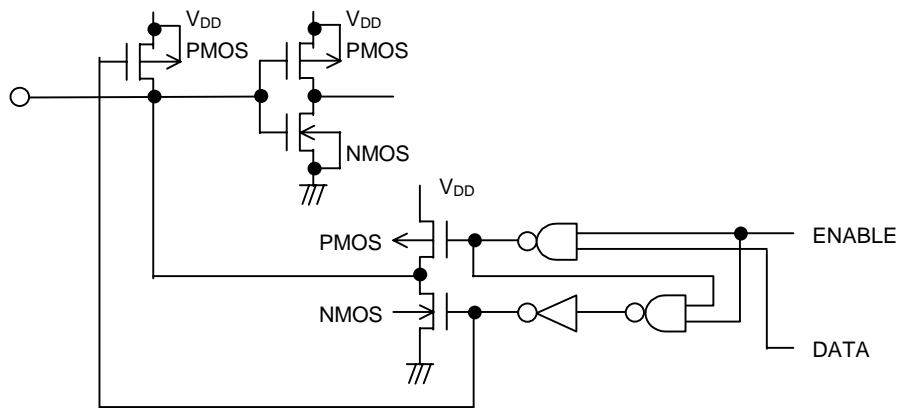 VDD
VDD
PMOS
PMOS
NMOS
VDD
PMOS
ENABLE
NMOS
DATA